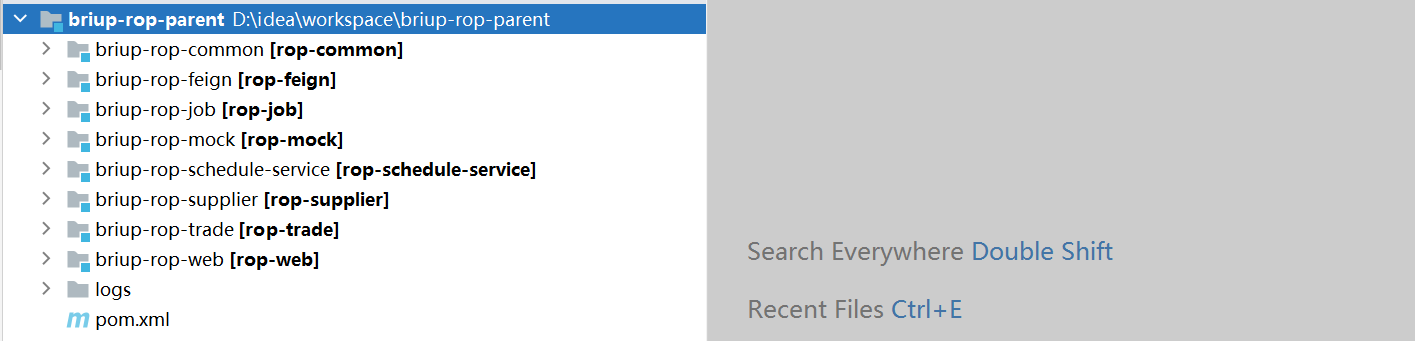 briup-rop-parent D:\idea\workspace\briup-rop-parent
briup-rop-common [rop-common]
briup-rop-feign [rop-feign]
briup-rop-job [rop-job]
briup-rop-mock [rop-mock]
briup-rop-schedule-service [rop-schedule-service]
briup-rop-supplier [rop-supplier]
briup-rop-trade [rop-trade]
briup-rop-web [rop-web]
logs
pom.xml
Search Everywhere Double Shift
Recent Files Ctrl+E